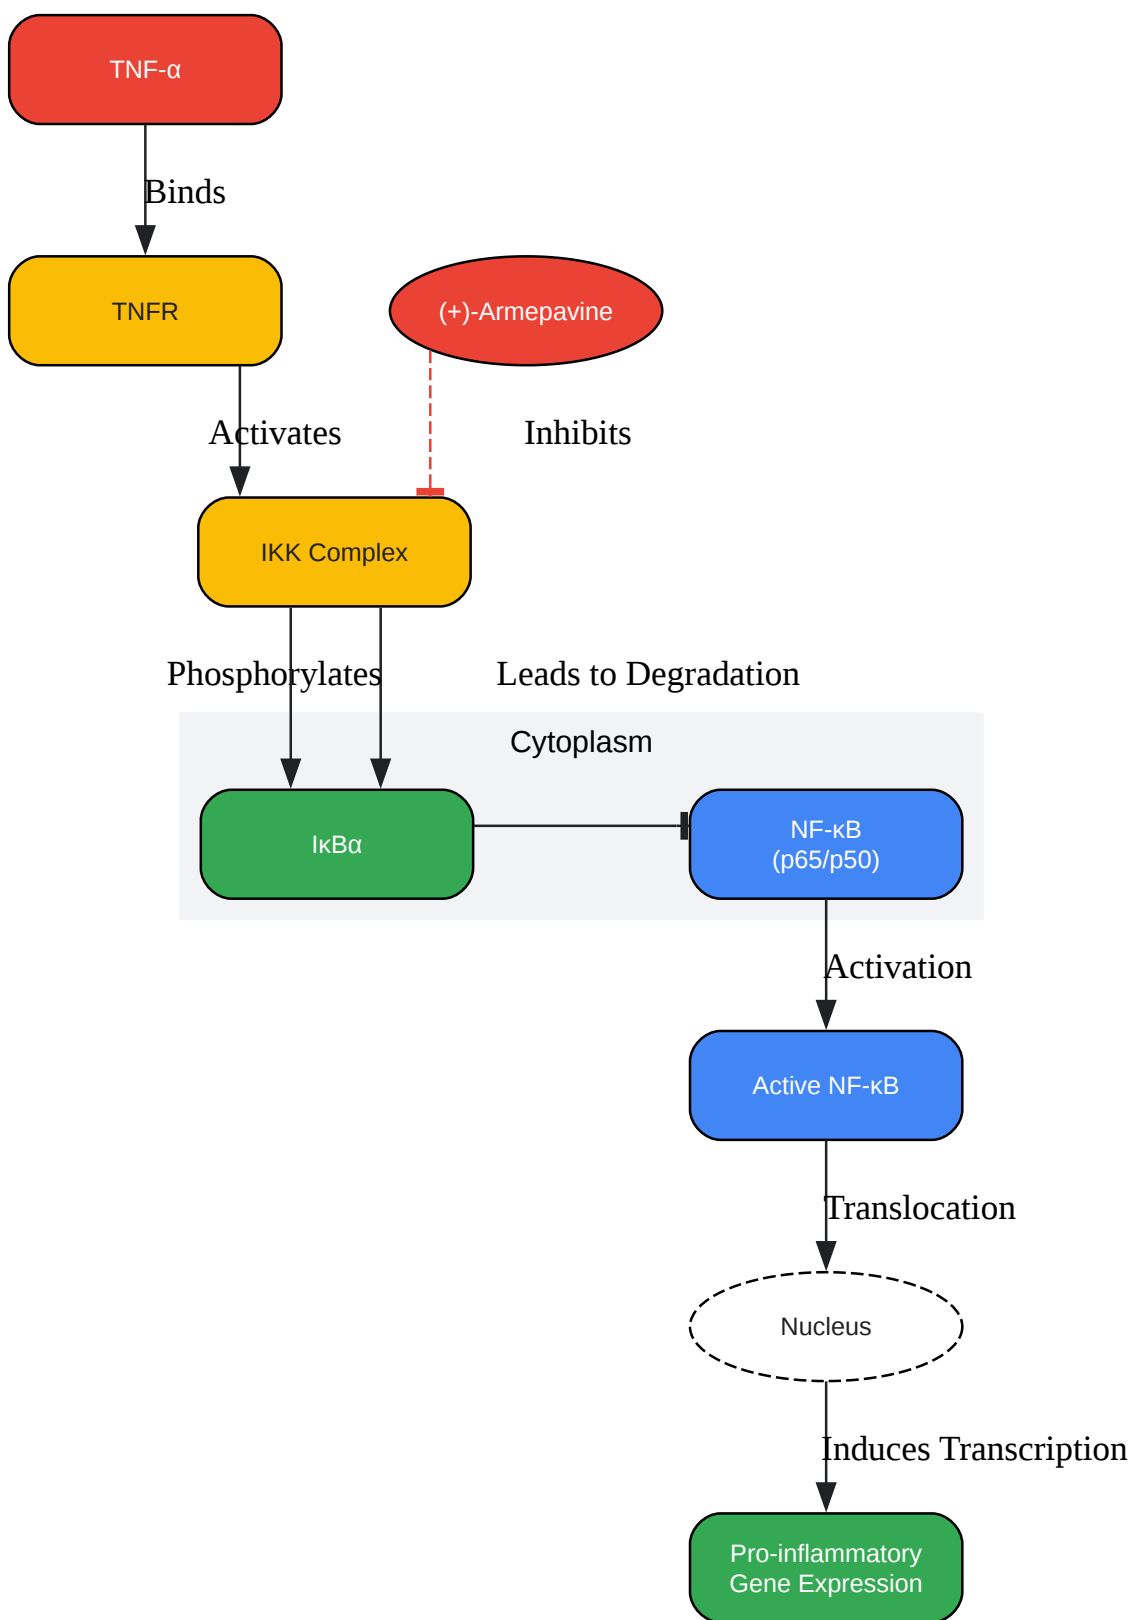 TNF-α
Binds
TNFR
(+)-Armepavine
Activates
Inhibits
IKK Complex
Phosphorylates
Leads to Degradation
Cytoplasm
IκBα
NF-κB
(p65/p50)
Activation
Active NF-κB
Translocation
Nucleus
Induces Transcription
Pro-inflammatory
Gene Expression